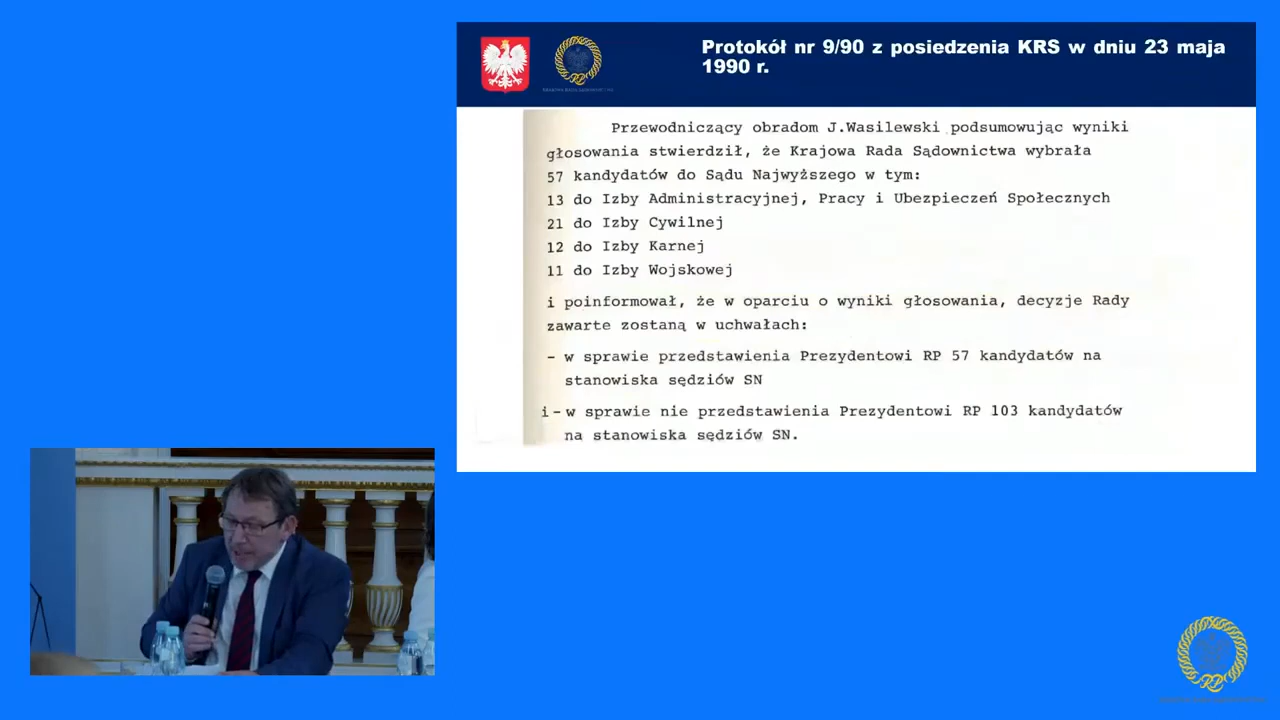 Protokół nr 9/90 z posiedzenia KRS w dniu 23 maja
1990 r.
Przewodniczący obradom J.Wasilewski podsumowując wyniki
głosowania stwierdził, że Krajowa Rada Sądownictwa wybrała
57 kandydatów do Sądu Najwyższego w tym:
13 do Izby Administracyjnej, Pracy i Ubezpieczeń Społecznych
21 do Izby Cywilnej
12 do Izby Karnej
11 do Izby Wojskowej
i poinformował, że w oparciu o wyniki głosowania, decyzje Rady
zawarte zostaną w uchwałach:
- w sprawie przedstawienia Prezydentowi RP 57 kandydatów na
stanowiska sędziów SN
i - w sprawie nie przedstawienia Prezydentowi RP 103 kandydatów
na stanowiska sędziów SN.